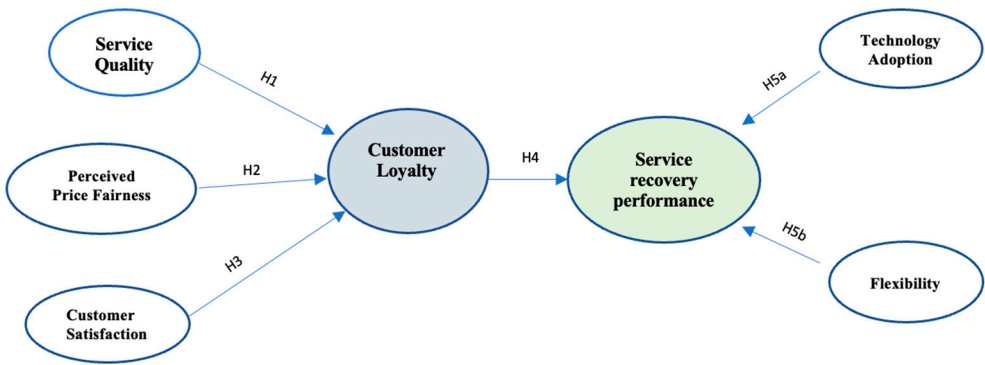 Service
Quality
H1
Perceived
Price Fairness
H2
Customer
Satisfaction
H3
Customer
Loyalty
H4
Service
recovery
performance
Technology
Adoption
H5a
H5b
Flexibility